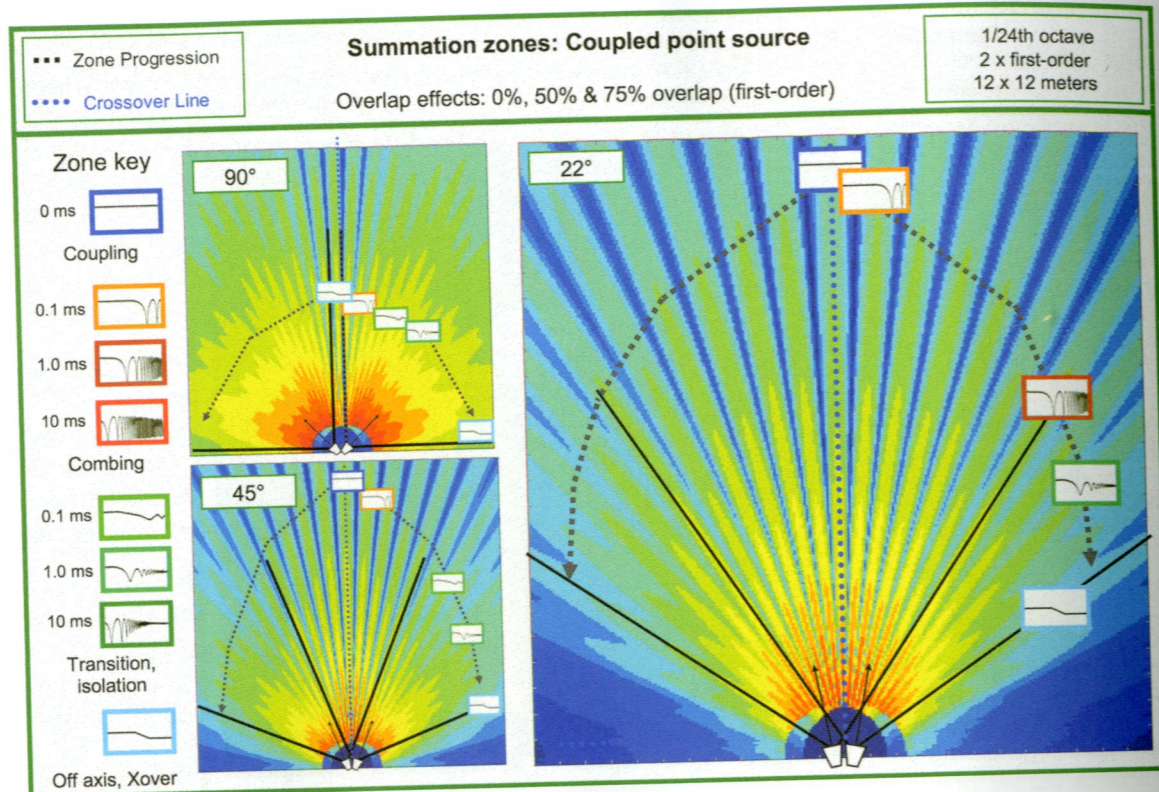 Zone Progression
Crossover Line
Summation zones: Coupled point source
Overlap effects: 0%, 50% & 75% overlap (first-order)
1/24th octave
2 x first-order
12 x 12 meters
Zone key
0 ms
Coupling
0.1 ms
1.0 ms
10 ms
Combing
0.1 ms
1.0 ms
10 ms
Transition,
isolation
Off axis, Xover
90°
45°
22°